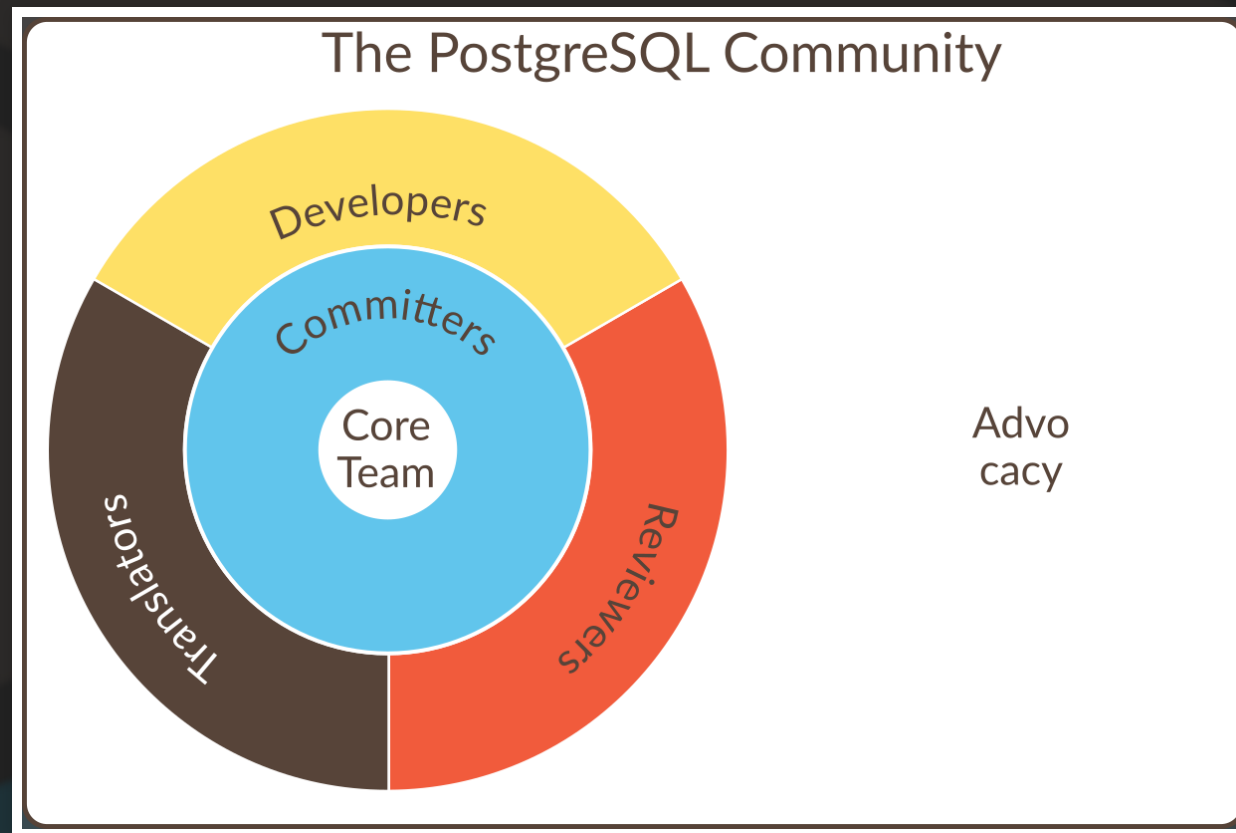 The PostgreSQL Community
Developers
Committers
Core
Team
Translators
Reviewers
Advo
cacy